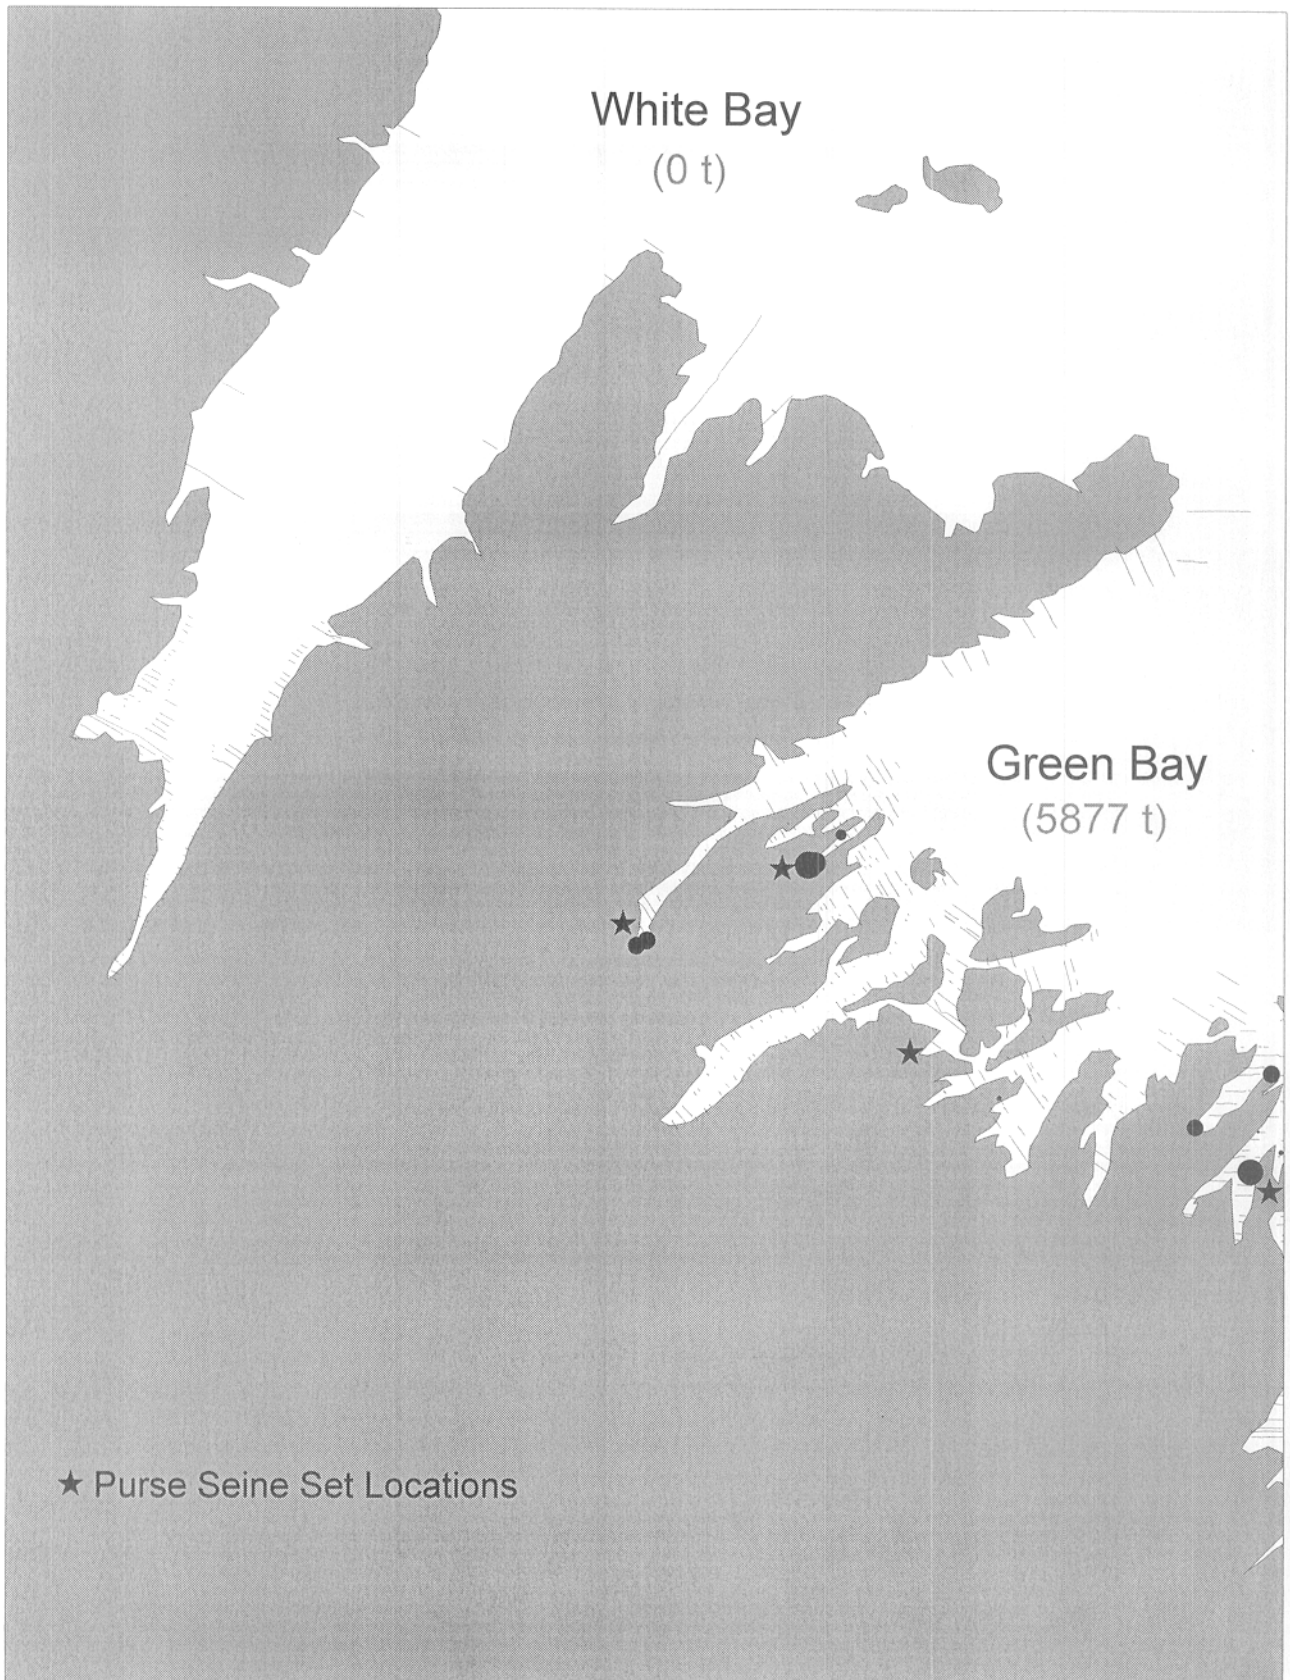 White Bay
(0 t)
Green Bay
(5877 t)
★ Purse Seine Set Locations